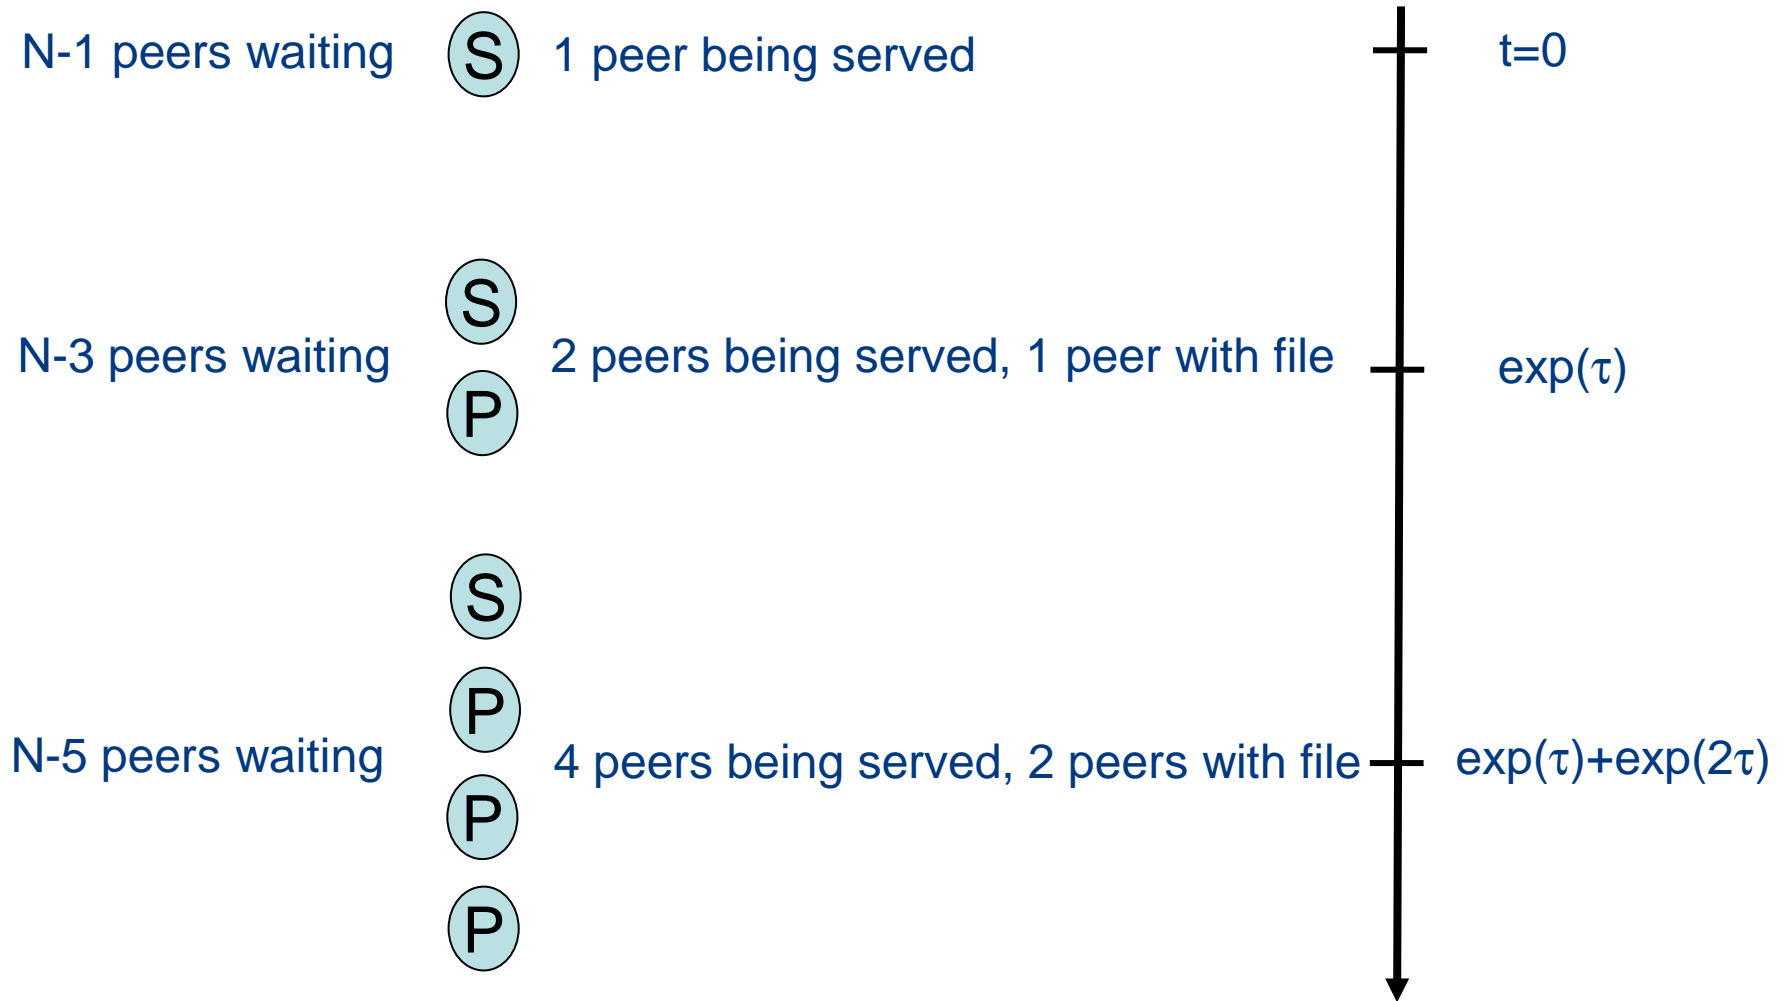 N-1 peers waiting S 1 peer being served t=0
S
N-3 peers waiting 2 peers being served, 1 peer with file exp(τ)
P
S
P
N-5 peers waiting 4 peers being served, 2 peers with file exp(τ)+exp(2τ)
P
P